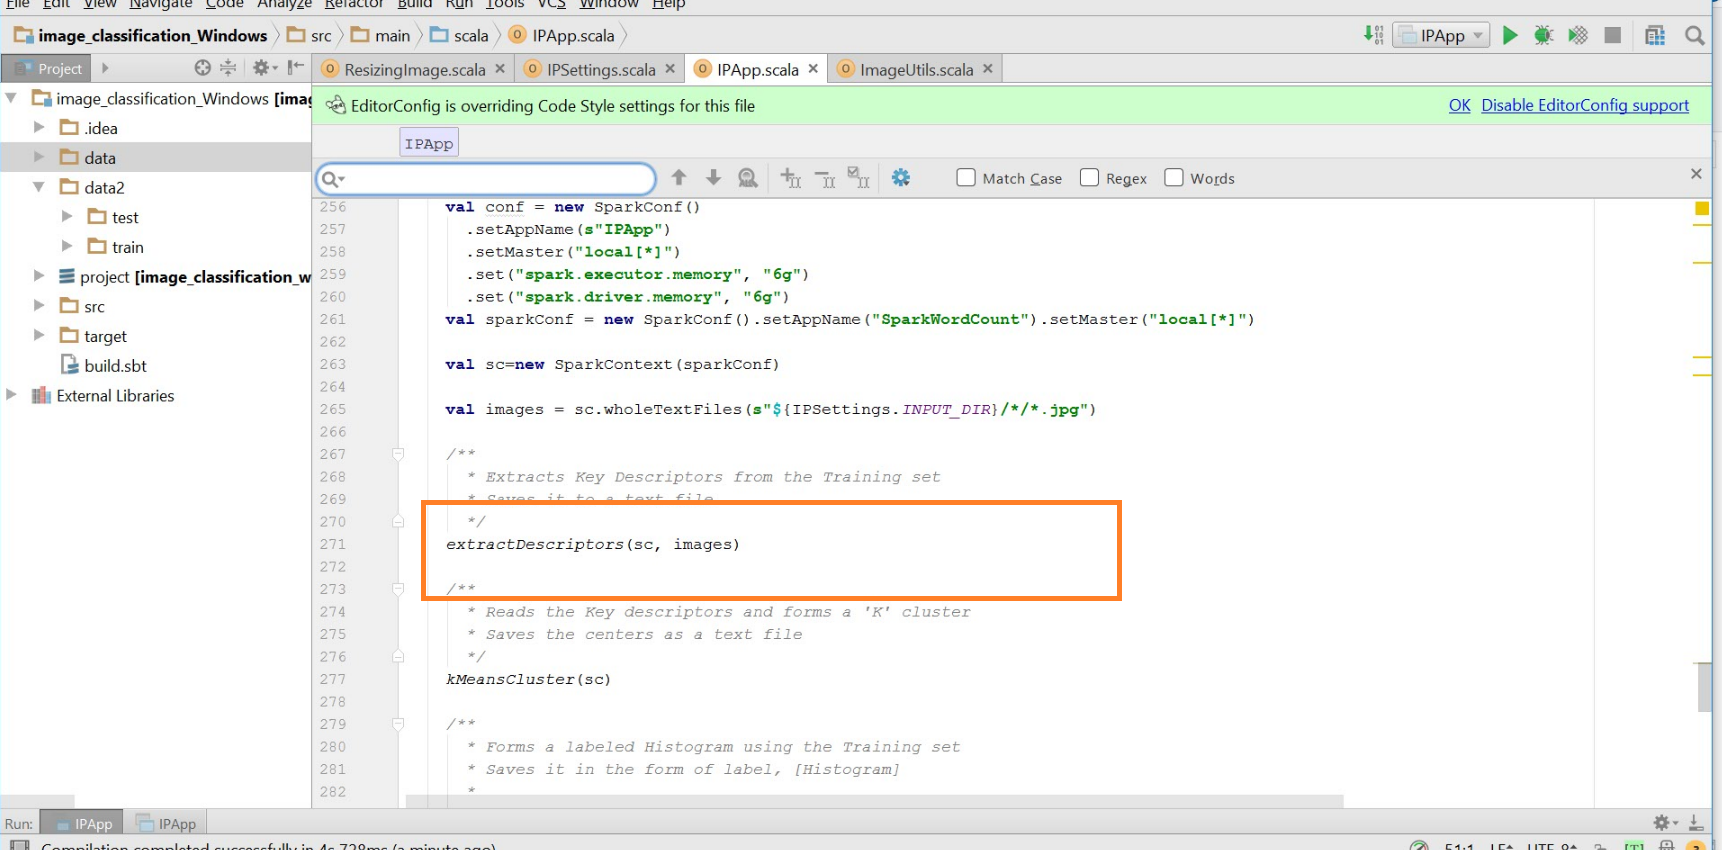 File Edit View Navigate Code Analyze Refactor Build Run Tools VCS Window Help
image_classification_Windows src main scala IPApp.scala IPApp
Project ResizingImage.scala IPSettings.scala IPApp.scala ImageUtils.scala
image_classification_Windows [imag
EditorConfig is overriding Code Style settings for this file OK Disable EditorConfig support
.idea
IPApp
data
Match Case Regex Words
data2
test
train
project [image_classification_w
src
target
build.sbt
External Libraries
256 val conf = new SparkConf()
257 .setAppName(s"IPApp")
258 .setMaster("local[*]")
259 .set("spark.executor.memory", "6g")
260 .set("spark.driver.memory", "6g")
261 val sparkConf = new SparkConf().setAppName("SparkWordCount").setMaster("local[*]")
262
263 val sc=new SparkContext(sparkConf)
264
265 val images = sc.wholeTextFiles(s"${IPSettings.INPUT_DIR}/*/*.jpg")
266
267 /**
268 * Extracts Key Descriptors from the Training set
269 * Saves it to a text file
270 */
271 extractDescriptors(sc, images)
272
273 /**
274 * Reads the Key descriptors and forms a 'K' cluster
275 * Saves the centers as a text file
276 */
277 kMeansCluster(sc)
278
279 /**
280 * Forms a labeled Histogram using the Training set
281 * Saves it in the form of label, [Histogram]
282 *
Run: IPApp IPApp
Compilation completed successfully in 4s 728ms (a minute ago) 51:1 LF UTF-8 [T]